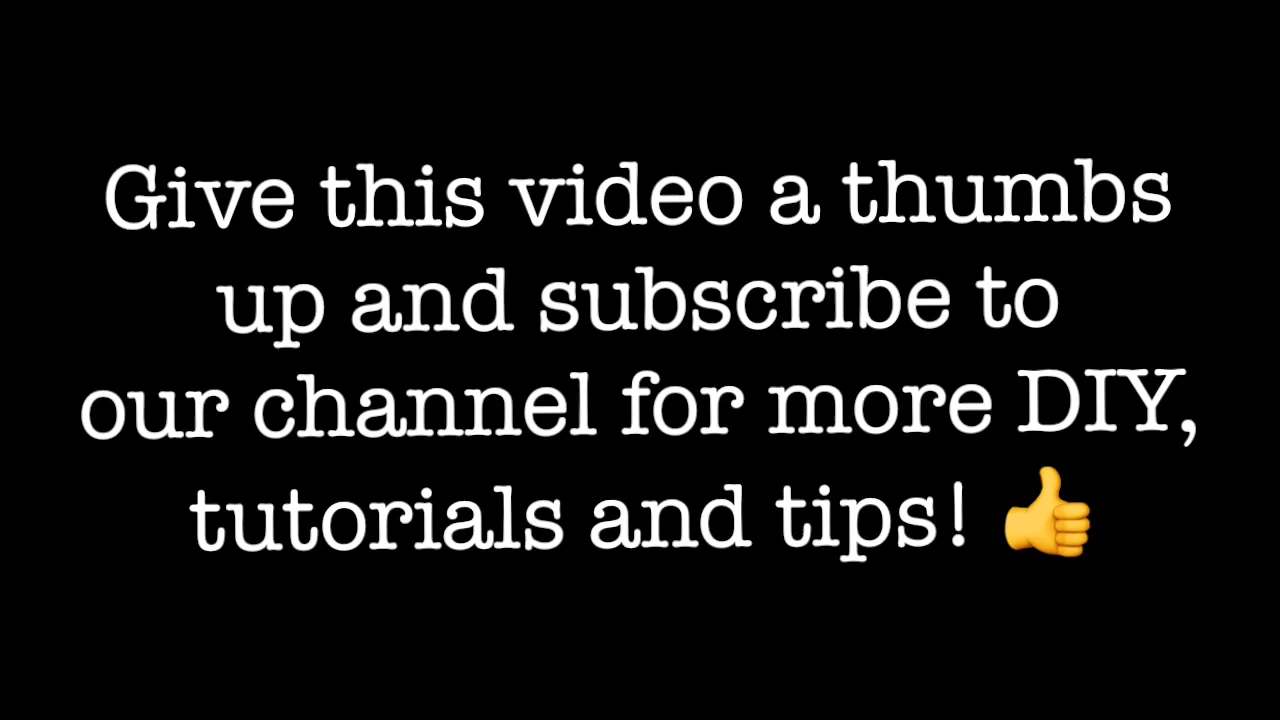 Give this video a thumbs
up and subscribe to
our channel for more DIY,
tutorials and tips! 👍